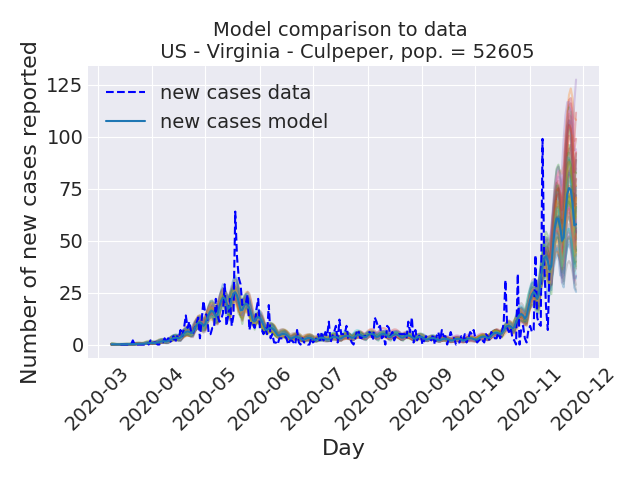 Model comparison to data
US - Virginia - Culpeper, pop. = 52605
Number of new cases reported
125
100
75
50
25
0
new cases data
new cases model
2020-03
2020-04
2020-05
2020-06
2020-07
2020-08
2020-09
2020-10
2020-11
2020-12
Day